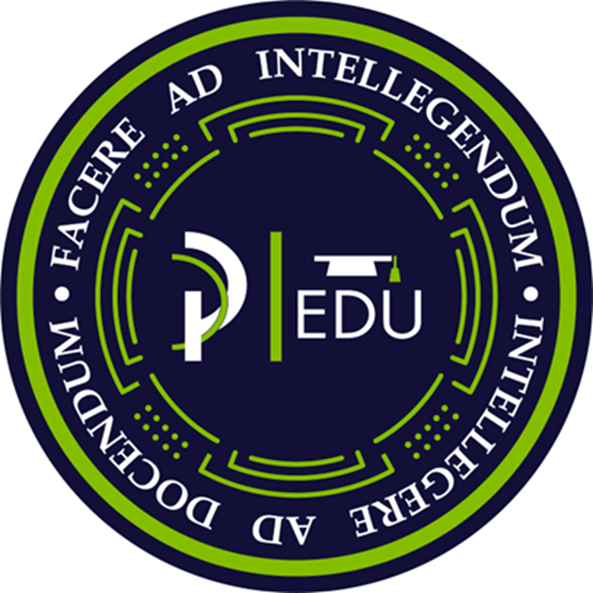 FACERE AD INTELLEGENDUM
INTELLEGERE AD DOCENDUM
P
EDU